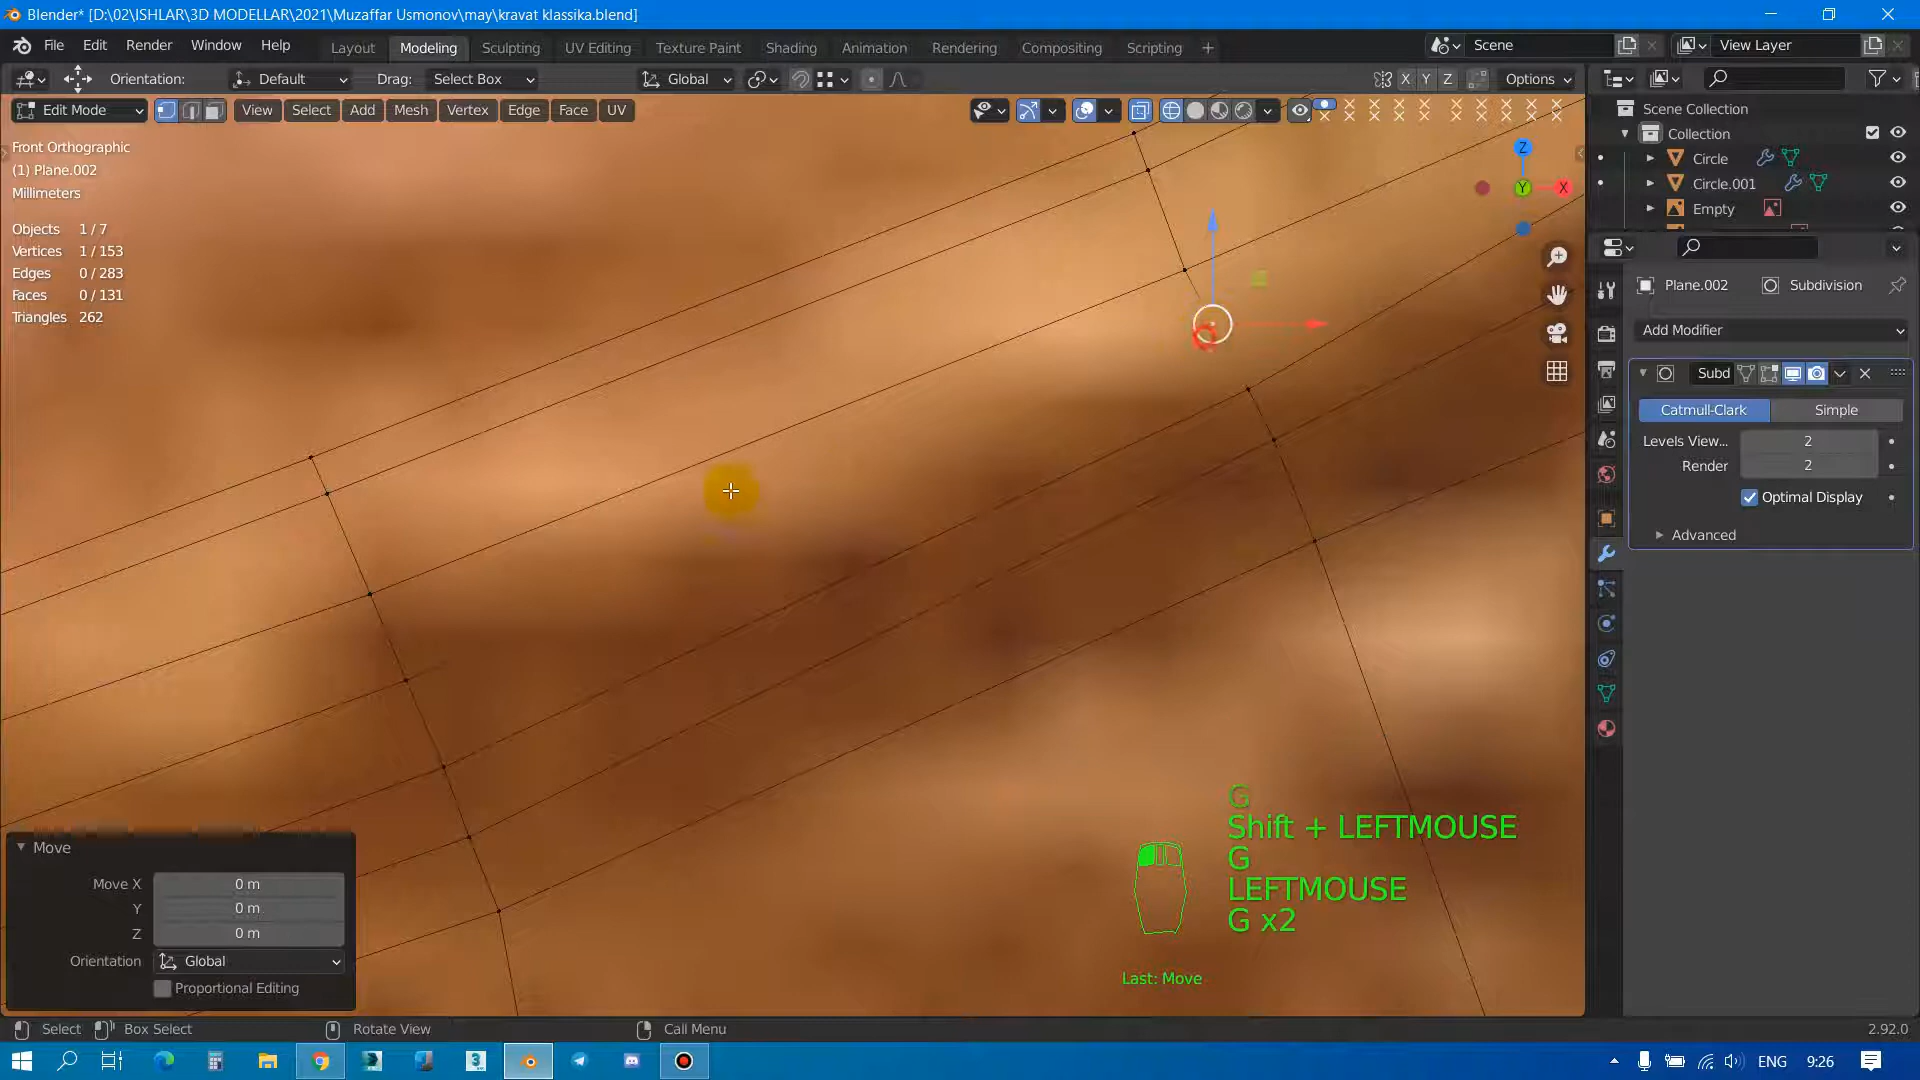 Blender* [D:\02\ISHLAR\3D MODELLAR\2021\Muzaffar Usmonov\may\kravat klassika.blend]
File Edit Render Window Help Layout Modeling Sculpting UV Editing Texture Paint Shading Animation Rendering Compositing Scripting + Scene View Layer
Orientation: Default Drag: Select Box Global X Y Z Options
Edit Mode View Select Add Mesh Vertex Edge Face UV
Scene Collection
Collection
Circle
Circle.001
Empty
Front Orthographic
(1) Plane.002
Millimeters
Objects 1 / 7
Vertices 1 / 153
Edges 0 / 283
Faces 0 / 131
Triangles 262
Z
Y
X
Plane.002 Subdivision
Add Modifier
Subd
Catmull-Clark Simple
Levels View... 2
Render 2
Optimal Display
Advanced
G
Shift + LEFTMOUSE
G
LEFTMOUSE
G x2
Last: Move
Move
Move X 0 m
Y 0 m
Z 0 m
Orientation Global
Proportional Editing
Select Box Select Rotate View Call Menu 2.92.0
ENG 9:26